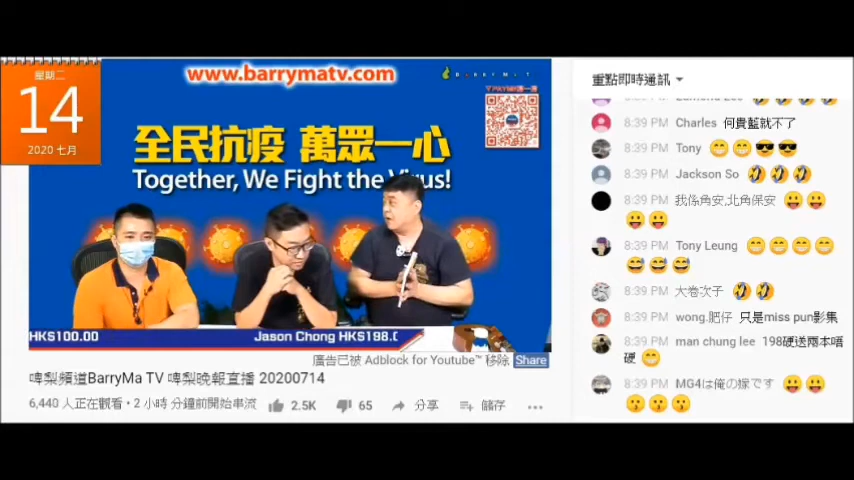 星期二
14
2020 七月
www.barrymatv.com
BARRYMAT
全民抗疫 萬眾一心
Together, We Fight the Virus!
HK$100.00
Jason Chong HK$198.0
廣告已被 Adblock for Youtube™ 移除
Share
啤梨頻道BarryMa TV 啤梨晚報直播 20200714
6,440 人正在觀看 • 2 小時 分鐘前開始串流
2.5K
65
分享
儲存
重點即時通訊
8:39 PM Charles 何貴藍就不了
8:39 PM Tony 😁😁😎😎
8:39 PM Jackson So 🤣🤣🤣
8:39 PM 我係角安,北角保安 😛😛
😛😛
8:39 PM Tony Leung 😁😁😁😁
😅😅😅
8:39 PM 大卷次子 🤣🤣
8:39 PM wong.肥仔 只是miss pun影集
8:39 PM man chung lee 198硬送兩本唔
硬 😁
8:39 PM MG4は俺の嫁です 😛😛
😗😗😗